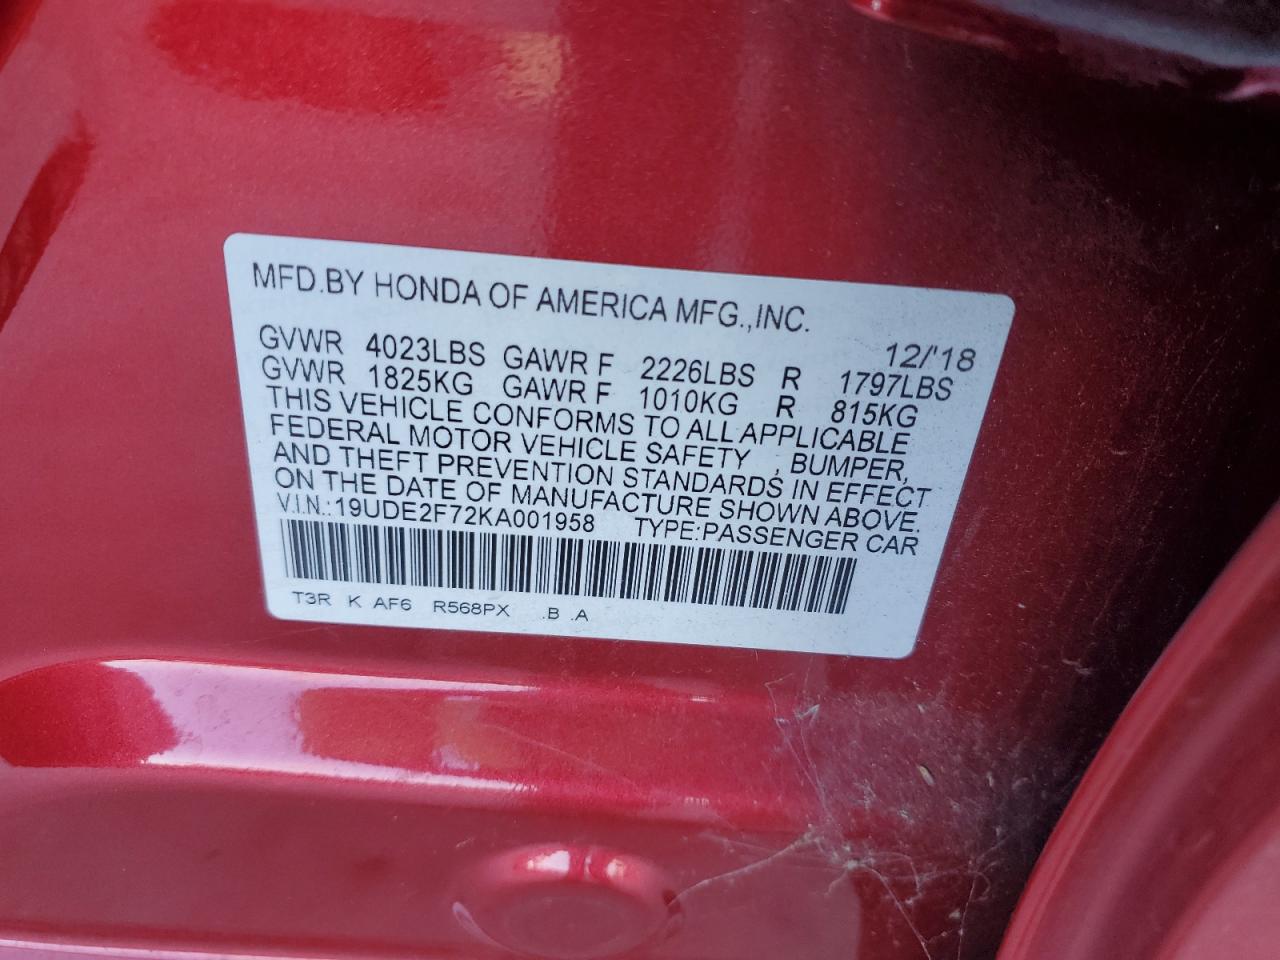 MFD.BY HONDA OF AMERICA MFG.,INC.
12/'18
GVWR 4023LBS GAWR F 2226LBS R 1797LBS
GVWR 1825KG GAWR F 1010KG R 815KG
THIS VEHICLE CONFORMS TO ALL APPLICABLE
FEDERAL MOTOR VEHICLE SAFETY , BUMPER,
AND THEFT PREVENTION STANDARDS IN EFFECT
ON THE DATE OF MANUFACTURE SHOWN ABOVE.
V.I.N.:19UDE2F72KA001958 TYPE:PASSENGER CAR
T3R K AF6 R568PX .B .A